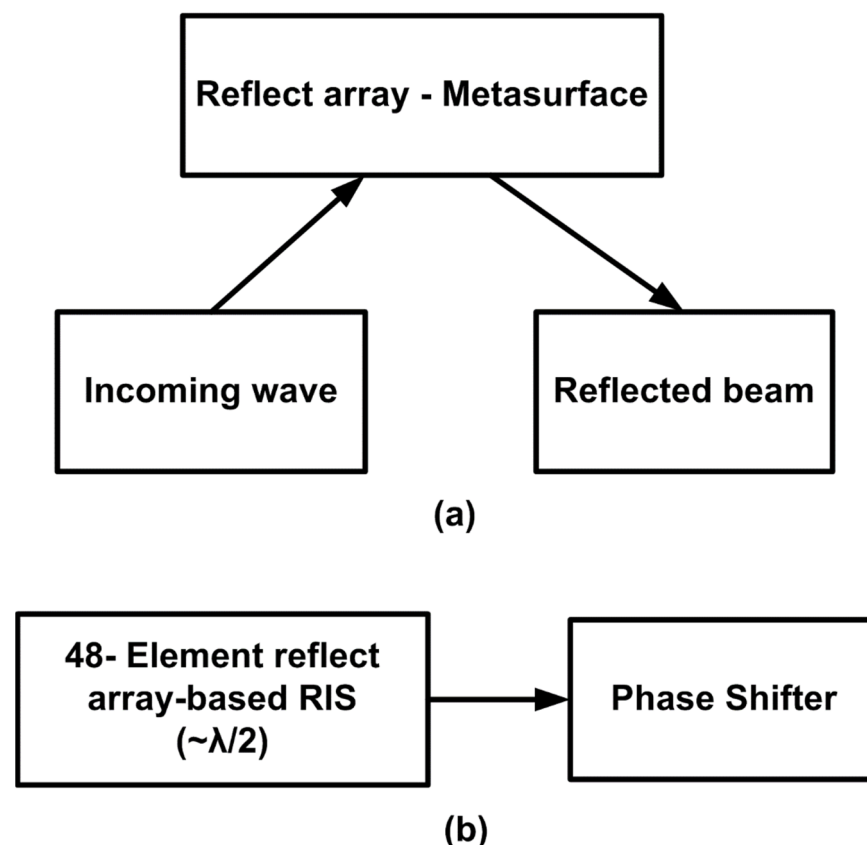 Reflect array - Metasurface
Incoming wave
Reflected beam
(a)
48- Element reflect
array-based RIS
(~λ/2)
Phase Shifter
(b)